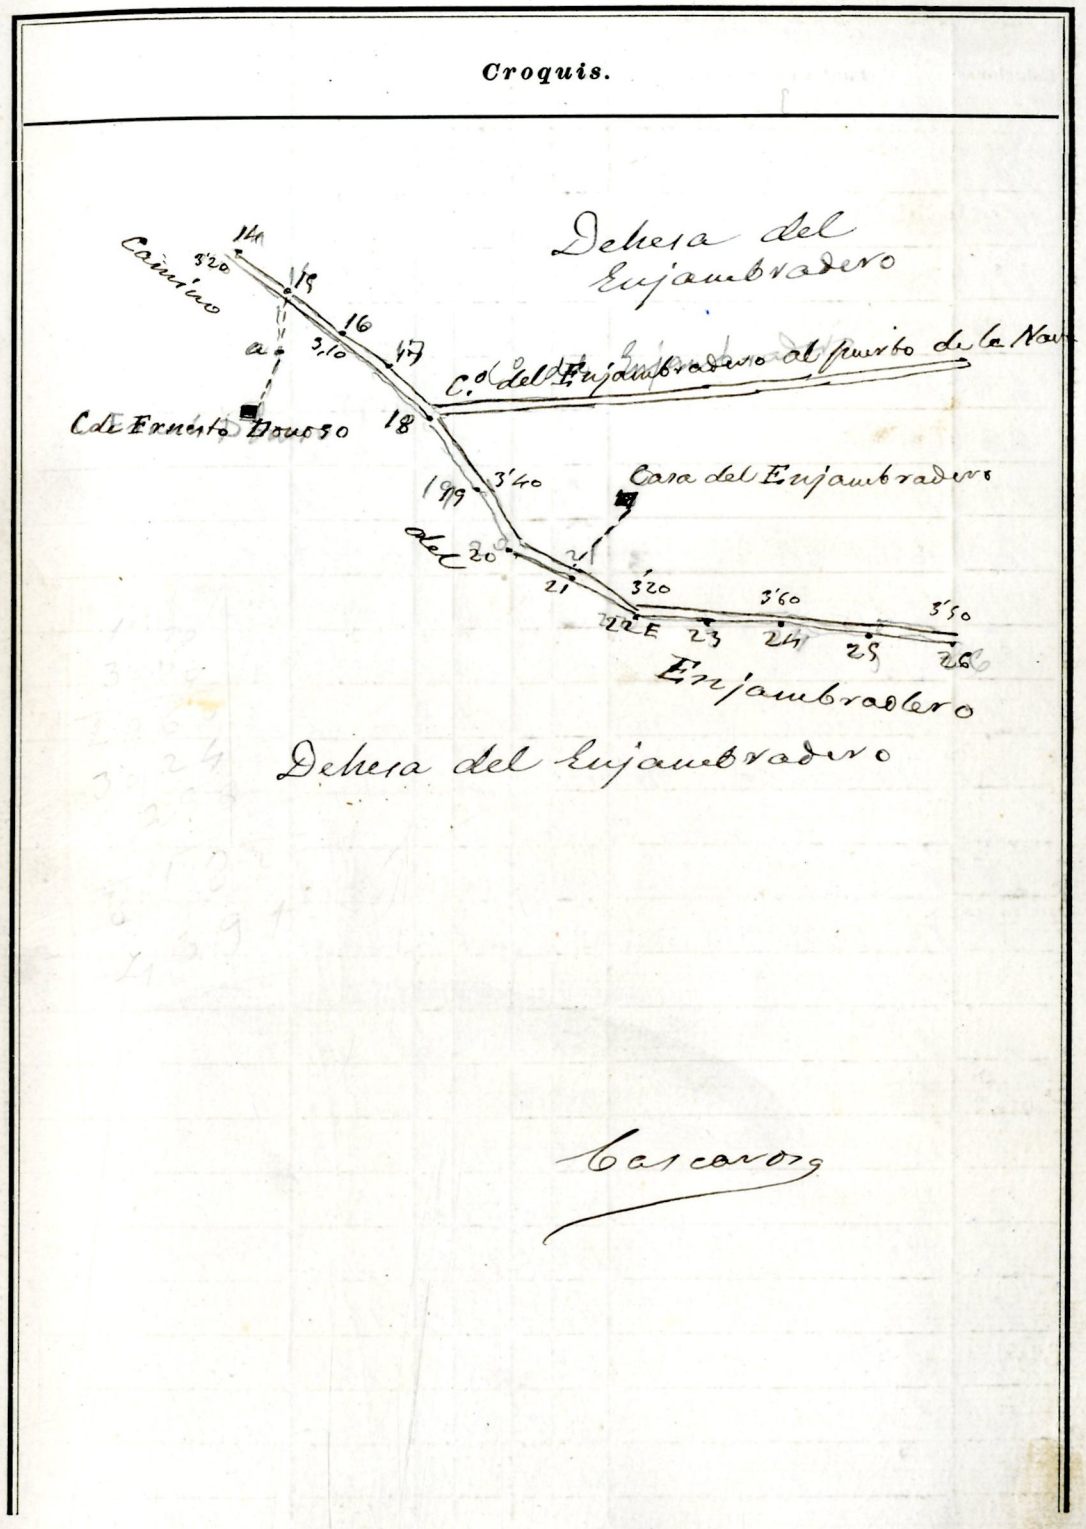 Croquis.
Dehesa del
Enjambradero
Camino
14
3'20
15
16
3,10
17
a
C.º del Enjambradero al puerto de la Nava
C de Ernesto Donoso
18
19
3'40
Casa del Enjambradero
del
20
21
21
3'20
3'60
3'50
22 E
23
24
25
26
Enjambradero
Dehesa del Enjambradero